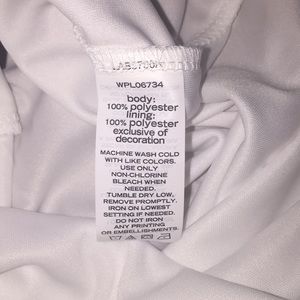 WPL06734
body:
100% polyester
lining:
100% polyester
exclusive of
decoration
MACHINE WASH COLD
WITH LIKE COLORS.
USE ONLY
NON-CHLORINE
BLEACH WHEN
NEEDED.
TUMBLE DRY LOW,
REMOVE PROMPTLY.
IRON ON LOWEST
SETTING IF NEEDED.
DO NOT IRON
ANY PRINTING
OR DECORATION.